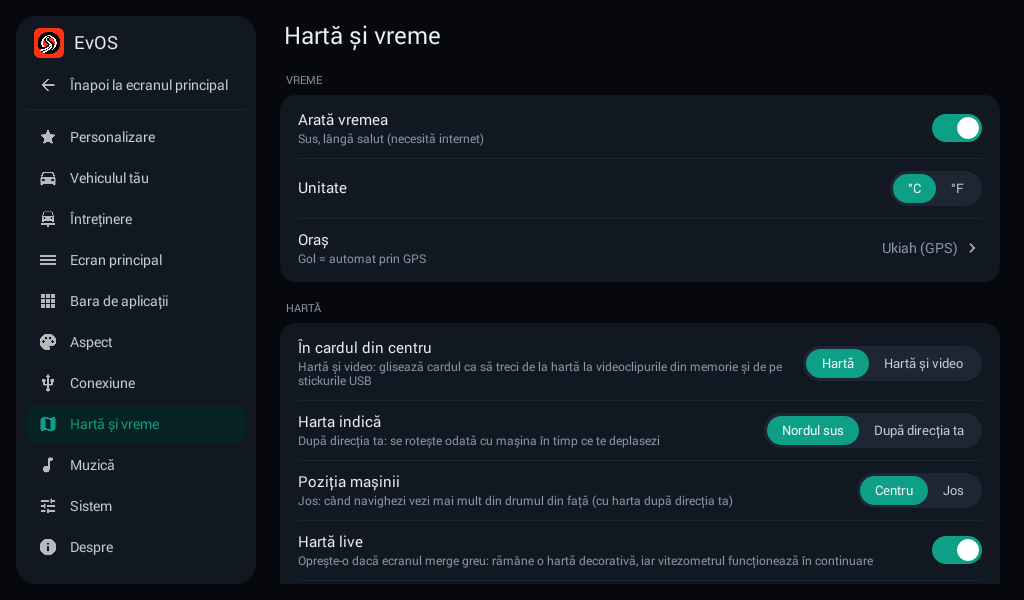 EvOS
Înapoi la ecranul principal
Personalizare
Vehiculul tău
Întreținere
Ecran principal
Bara de aplicații
Aspect
Conexiune
Hartă și vreme
Muzică
Sistem
Despre
Hartă și vreme
VREME
Arată vremea
Sus, lângă salut (necesită internet)
Unitate
°C °F
Oraș
Gol = automat prin GPS
Ukiah (GPS)
HARTĂ
În cardul din centru
Hartă și video: glisează cardul ca să treci de la hartă la videoclipurile din memorie și de pe
stickurile USB
Hartă Hartă și video
Harta indică
După direcția ta: se rotește odată cu mașina în timp ce te deplasezi
Nordul sus După direcția ta
Poziția mașinii
Jos: când navighezi vezi mai mult din drumul din față (cu harta după direcția ta)
Centru Jos
Hartă live
Oprește-o dacă ecranul merge greu: rămâne o hartă decorativă, iar vitezometrul funcționează în continuare